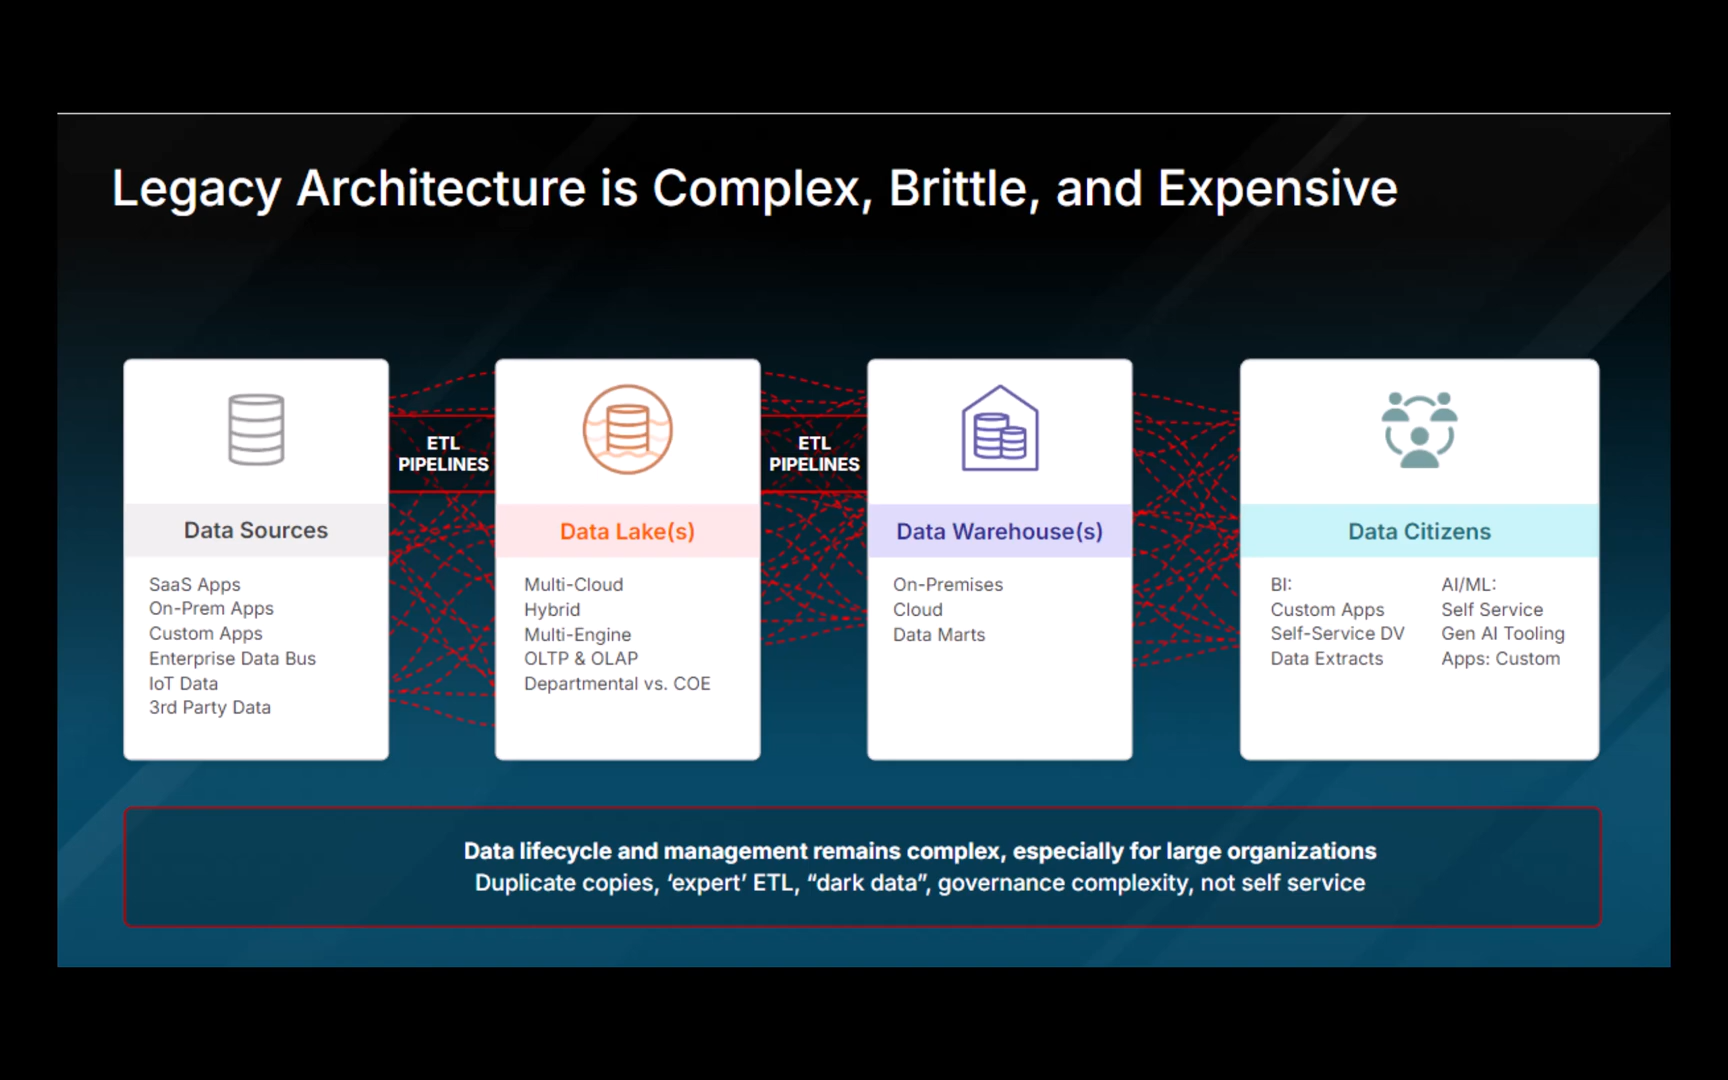 Legacy Architecture is Complex, Brittle, and Expensive
Data Sources
SaaS Apps
On-Prem Apps
Custom Apps
Enterprise Data Bus
IoT Data
3rd Party Data
ETL
PIPELINES
Data Lake(s)
Multi-Cloud
Hybrid
Multi-Engine
OLTP & OLAP
Departmental vs. COE
ETL
PIPELINES
Data Warehouse(s)
On-Premises
Cloud
Data Marts
Data Citizens
BI:
Custom Apps
Self-Service DV
Data Extracts
AI/ML:
Self Service
Gen AI Tooling
Apps: Custom
Data lifecycle and management remains complex, especially for large organizations
Duplicate copies, ‘expert’ ETL, “dark data”, governance complexity, not self service